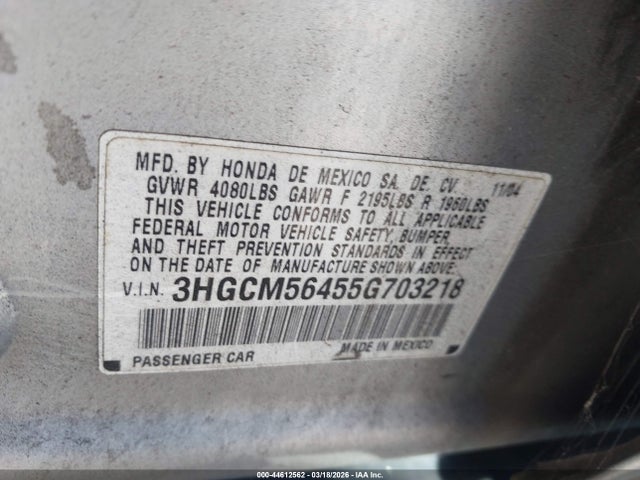 MFD. BY HONDA DE MEXICO SA. DE. CV. 11/04
GVWR 4080LBS GAWR F 2195LBS R 1960LBS
THIS VEHICLE CONFORMS TO ALL APPLICABLE
FEDERAL MOTOR VEHICLE SAFETY, BUMPER,
AND THEFT PREVENTION STANDARDS IN EFFECT
ON THE DATE OF MANUFACTURE SHOWN ABOVE.
V.I.N. 3HGCM56455G703218
PASSENGER CAR MADE IN MEXICO
000-44612562 | 03/18/2026 - IAA, Inc.